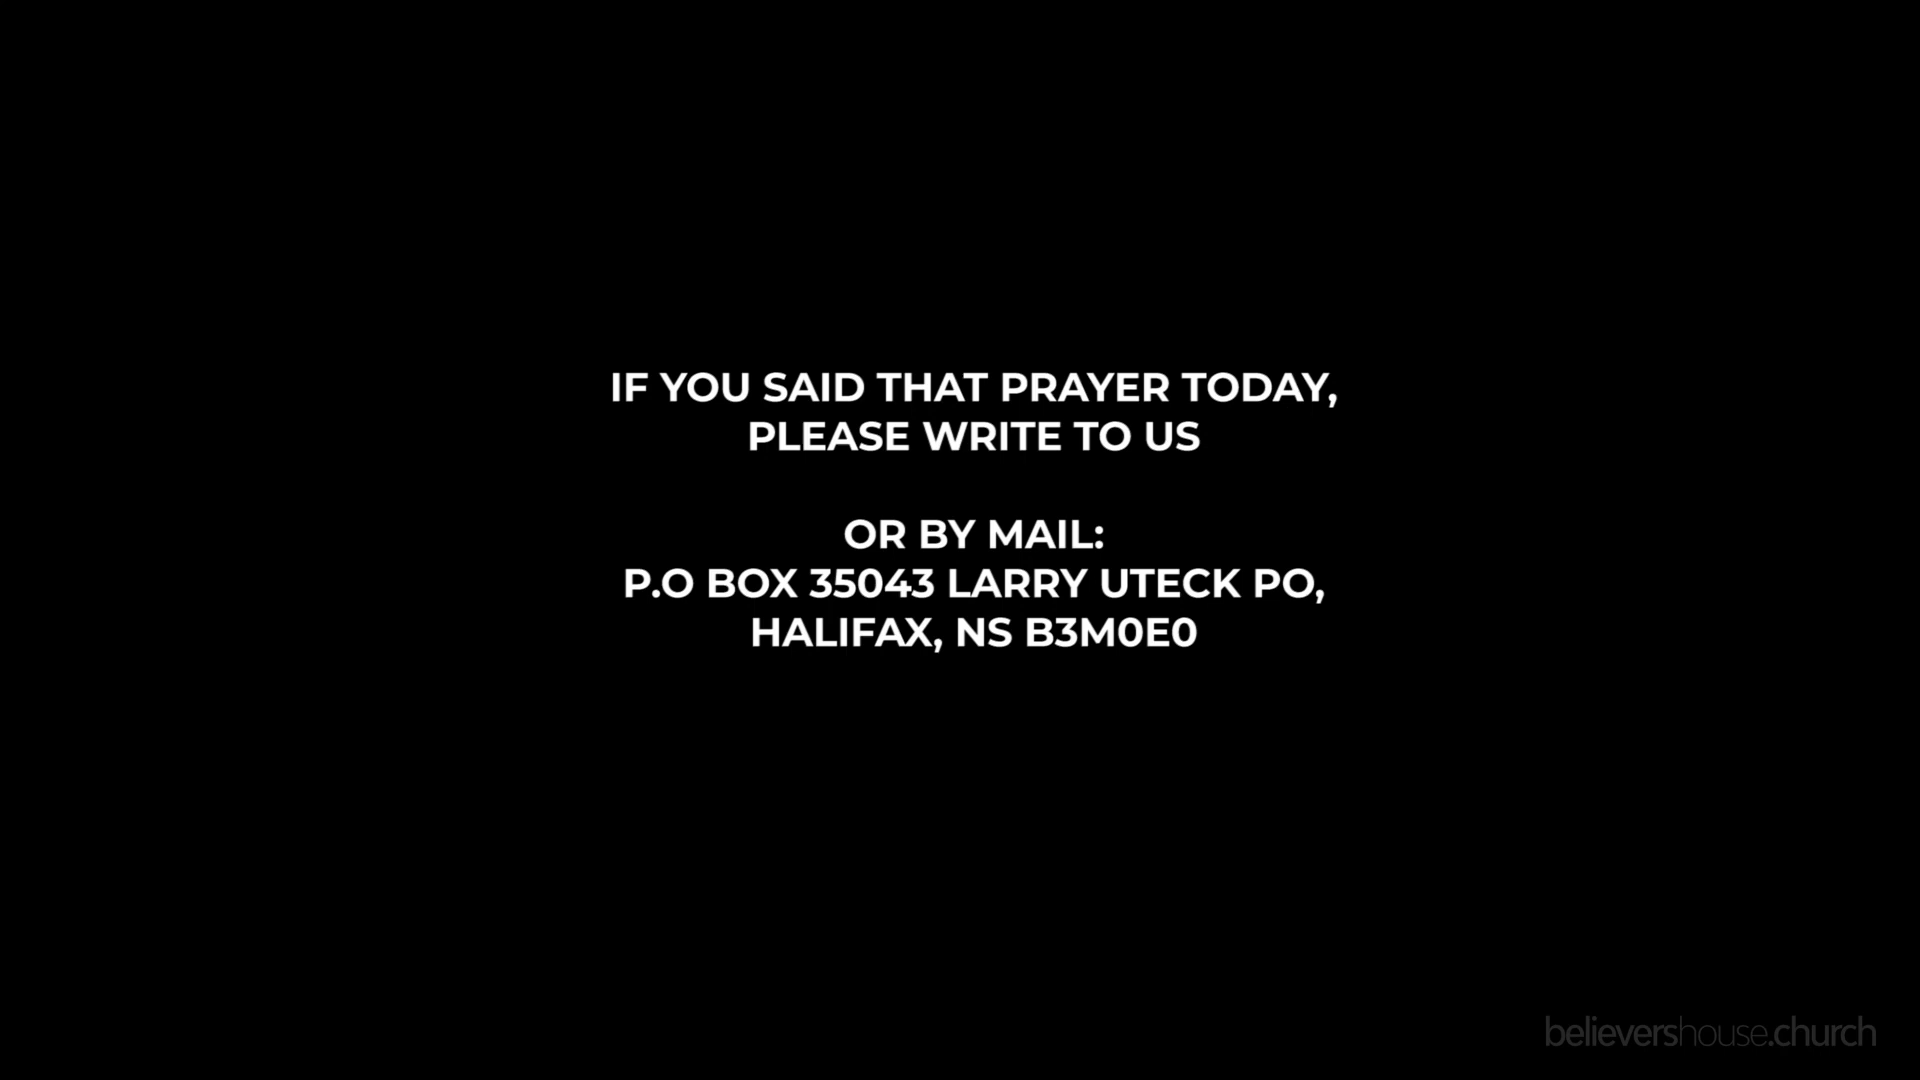 IF YOU SAID THAT PRAYER TODAY,
PLEASE WRITE TO US
OR BY MAIL:
P.O BOX 35043 LARRY UTECK PO,
HALIFAX, NS B3M0E0
believershouse.church